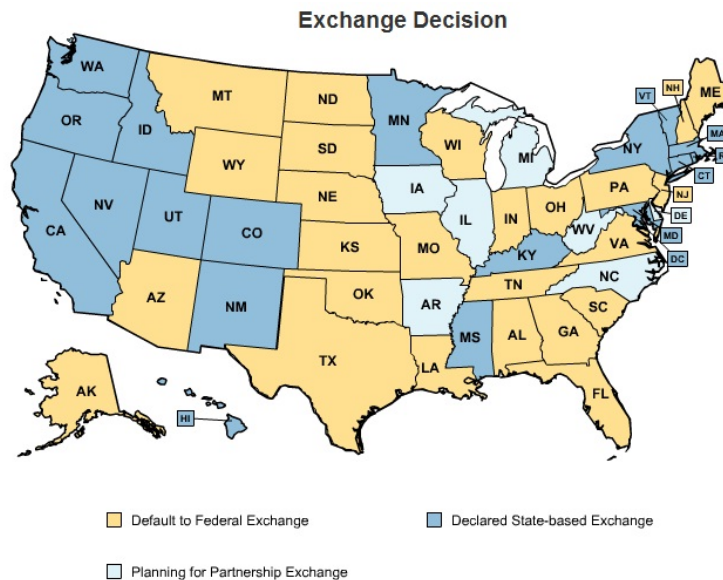 Exchange Decision
WA
MT
ND
MN
VT
NH
ME
OR
ID
SD
WI
MI
NY
MA
R
WY
CT
IA
PA
NJ
NE
NV
UT
CO
IL
IN
OH
DE
CA
WV
MD
VA
KS
MO
KY
DC
NC
TN
AZ
NM
OK
AR
SC
MS
AL
GA
TX
LA
AK
FL
HI
Default to Federal Exchange
Declared State-based Exchange
Planning for Partnership Exchange